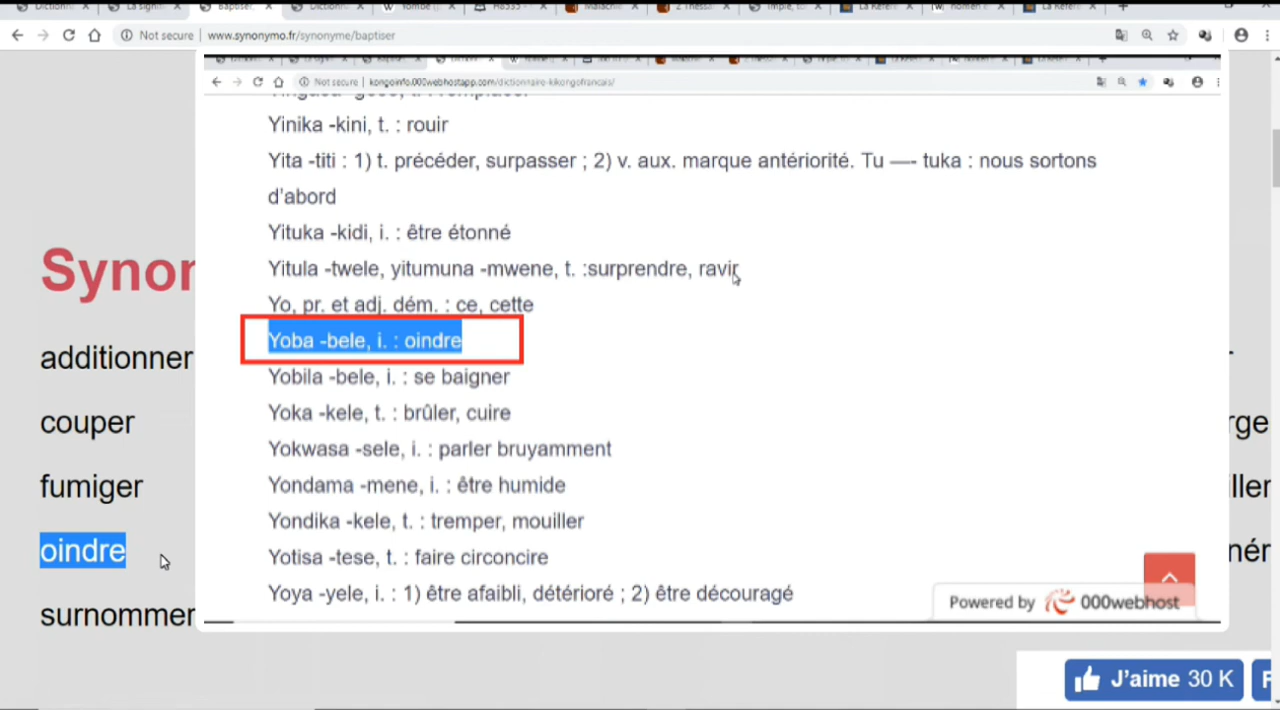 Not secure | www.synonymo.fr/synonyme/baptiser
Not secure | kongoinfo.000webhostapp.com/dictionnaire-kikongofrancais/
Yinika -kini, t. : rouir
Yita -titi : 1) t. précéder, surpasser ; 2) v. aux. marque antériorité. Tu —- tuka : nous sortons
d’abord
Yituka -kidi, i. : être étonné
Yitula -twele, yitumuna -mwene, t. :surprendre, ravir
Yo, pr. et adj. dém. : ce, cette
Yoba -bele, i. : oindre
Yobila -bele, i. : se baigner
Yoka -kele, t. : brûler, cuire
Yokwasa -sele, i. : parler bruyamment
Yondama -mene, i. : être humide
Yondika -kele, t. : tremper, mouiller
Yotisa -tese, t. : faire circoncire
Yoya -yele, i. : 1) être afaibli, détérioré ; 2) être découragé
Powered by 000webhost
Synon
additionner
couper
fumiger
oindre
surnommer
rge
iller
nér
J’aime 30 K